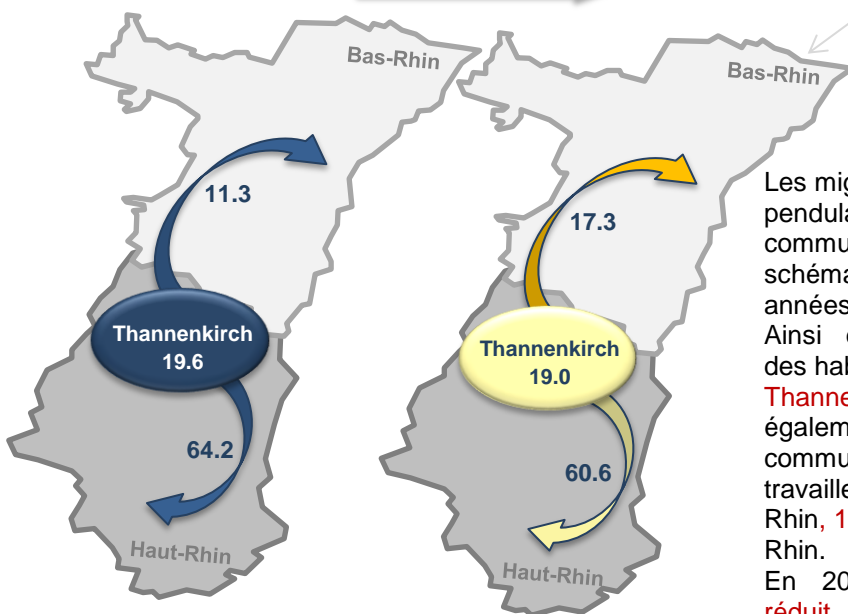 Bas-Rhin
11.3
Thannenkirch
19.6
64.2
Haut-Rhin
Bas-Rhin
17.3
Thannenkirch
19.0
60.6
Haut-Rhin
Les mig
pendula
commu
schéma
années
Ainsi
des hab
Thanne
égalem
commu
travaille
Rhin, 1
Rhin.
En 20
réduit